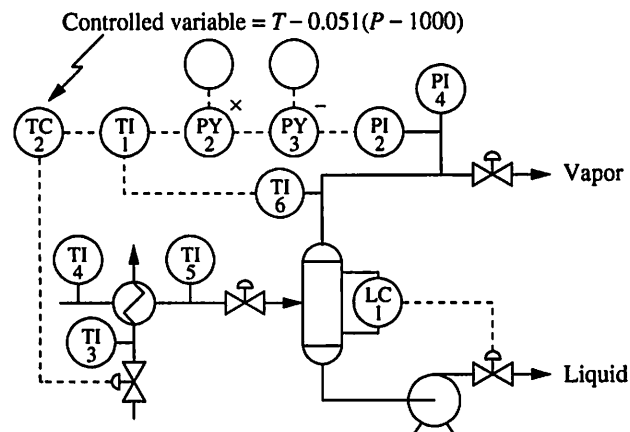 Controlled variable = T − 0.051(P − 1000)
PI
4
TC
2
TI
1
PY
2
×
PY
3
−
PI
2
Vapor
TI
6
TI
4
TI
5
LC
1
TI
3
Liquid